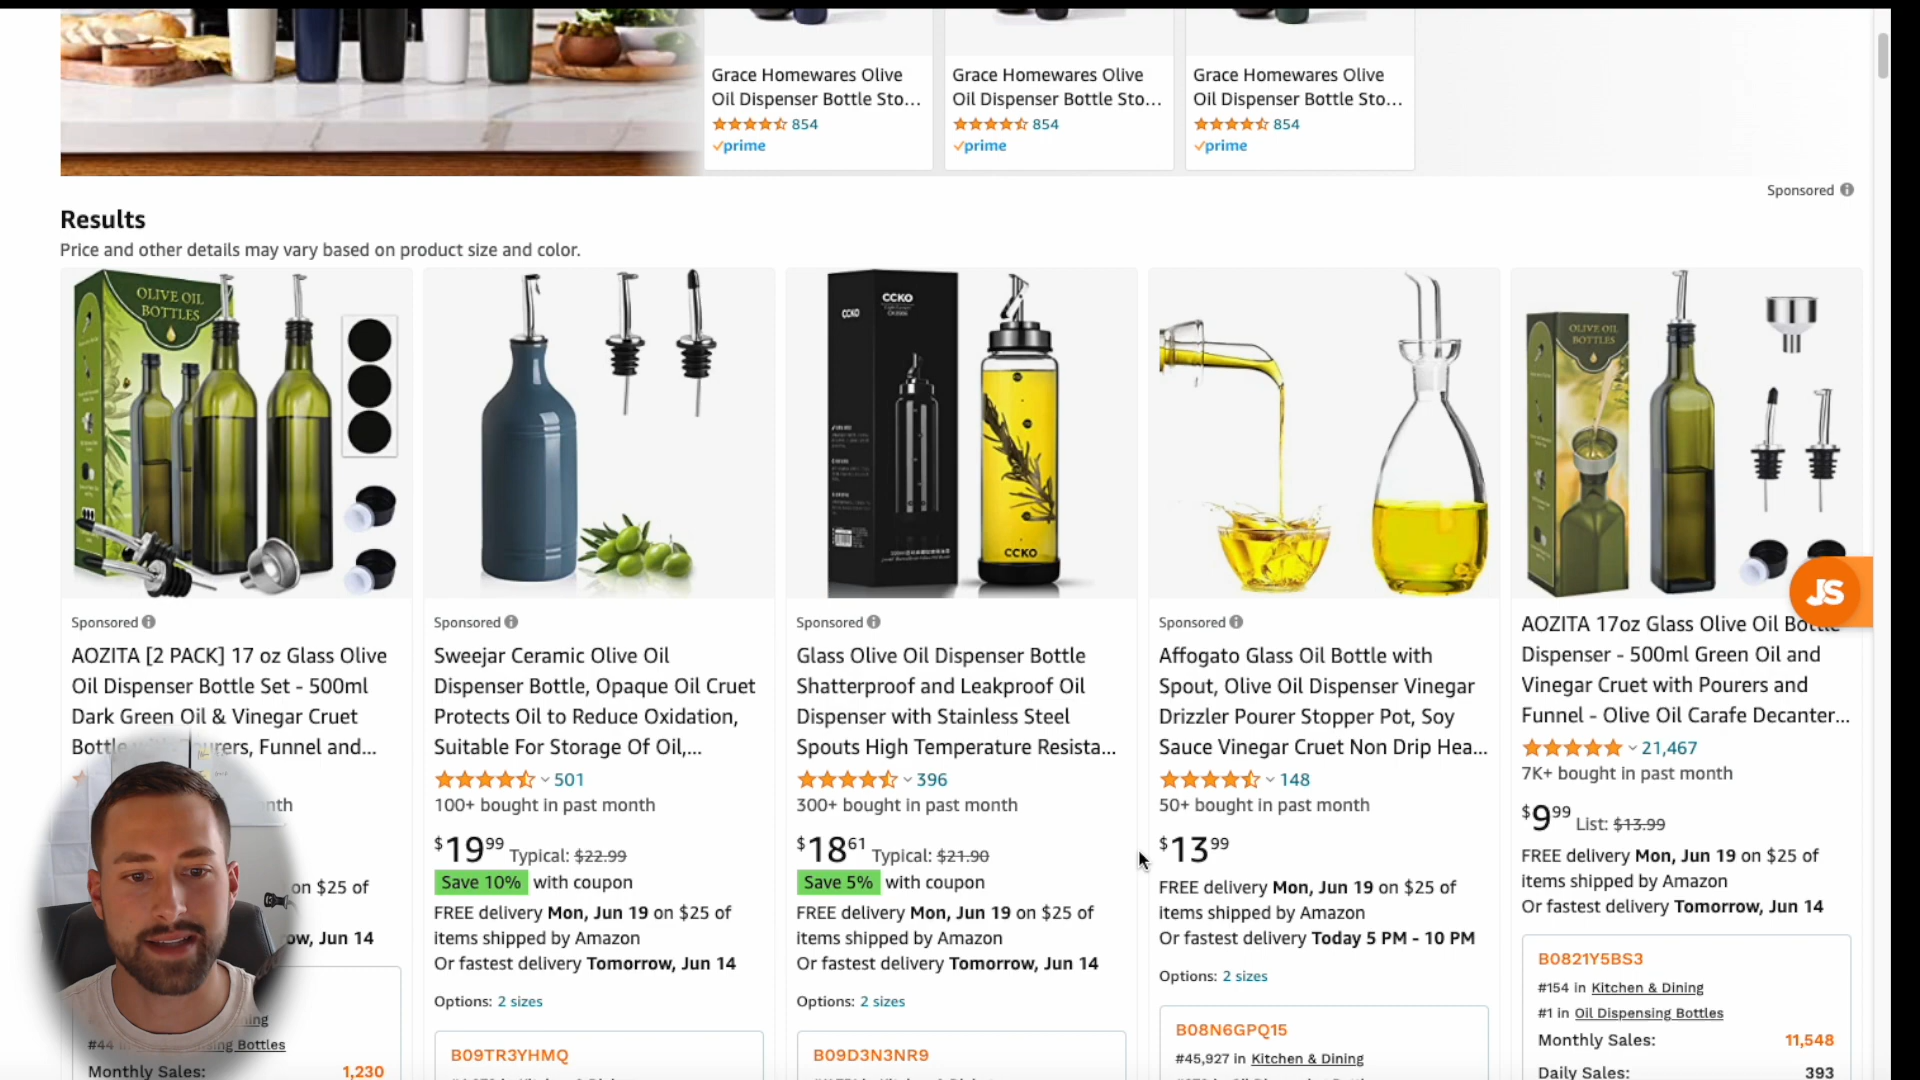 Grace Homewares Olive
Oil Dispenser Bottle Sto...
854
prime
Grace Homewares Olive
Oil Dispenser Bottle Sto...
854
prime
Grace Homewares Olive
Oil Dispenser Bottle Sto...
854
prime
Sponsored
Results
Price and other details may vary based on product size and color.
OLIVE OIL
BOTTLES
CCKO
CCKO
CCKO
OLIVE OIL
BOTTLES
JS
Sponsored
AOZITA [2 PACK] 17 oz Glass Olive
Oil Dispenser Bottle Set - 500ml
Dark Green Oil & Vinegar Cruet
Funnel and...
on $25 of
Jun 14
Bottles
Monthly Sales:
1,230
Sponsored
Sweejar Ceramic Olive Oil
Dispenser Bottle, Opaque Oil Cruet
Protects Oil to Reduce Oxidation,
Suitable For Storage Of Oil,...
501
100+ bought in past month
$19.99 Typical: $22.99
Save 10% with coupon
FREE delivery Mon, Jun 19 on $25 of
items shipped by Amazon
Or fastest delivery Tomorrow, Jun 14
Options: 2 sizes
B09TR3YHMQ
Sponsored
Glass Olive Oil Dispenser Bottle
Shatterproof and Leakproof Oil
Dispenser with Stainless Steel
Spouts High Temperature Resista...
396
300+ bought in past month
$18.61 Typical: $21.90
Save 5% with coupon
FREE delivery Mon, Jun 19 on $25 of
items shipped by Amazon
Or fastest delivery Tomorrow, Jun 14
Options: 2 sizes
B09D3N3NR9
Sponsored
Affogato Glass Oil Bottle with
Spout, Olive Oil Dispenser Vinegar
Drizzler Pourer Stopper Pot, Soy
Sauce Vinegar Cruet Non Drip Hea...
148
50+ bought in past month
$13.99
FREE delivery Mon, Jun 19 on $25 of
items shipped by Amazon
Or fastest delivery Today 5 PM - 10 PM
Options: 2 sizes
B08N6GPQ15
#45,927 in Kitchen & Dining
AOZITA 17oz Glass Olive Oil Bottle
Dispenser - 500ml Green Oil and
Vinegar Cruet with Pourers and
Funnel - Olive Oil Carafe Decanter...
21,467
7K+ bought in past month
$9.99 List: $13.99
FREE delivery Mon, Jun 19 on $25 of
items shipped by Amazon
Or fastest delivery Tomorrow, Jun 14
B0821Y5BS3
#154 in Kitchen & Dining
#1 in Oil Dispensing Bottles
Monthly Sales: 11,548
Daily Sales: 393